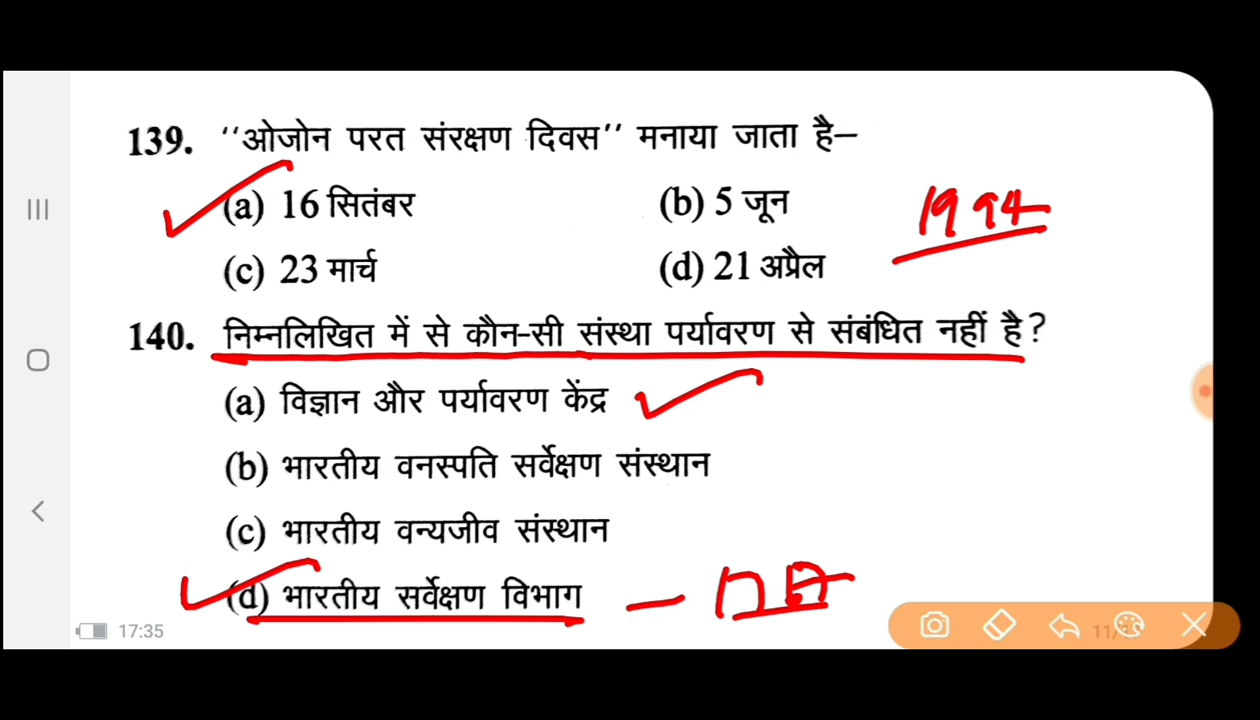 139. ''ओजोन परत संरक्षण दिवस'' मनाया जाता है–
(a) 16 सितंबर (b) 5 जून
1994
(c) 23 मार्च (d) 21 अप्रैल
140. निम्नलिखित में से कौन-सी संस्था पर्यावरण से संबंधित नहीं है?
(a) विज्ञान और पर्यावरण केंद्र
(b) भारतीय वनस्पति सर्वेक्षण संस्थान
(c) भारतीय वन्यजीव संस्थान
(d) भारतीय सर्वेक्षण विभाग –
17:35